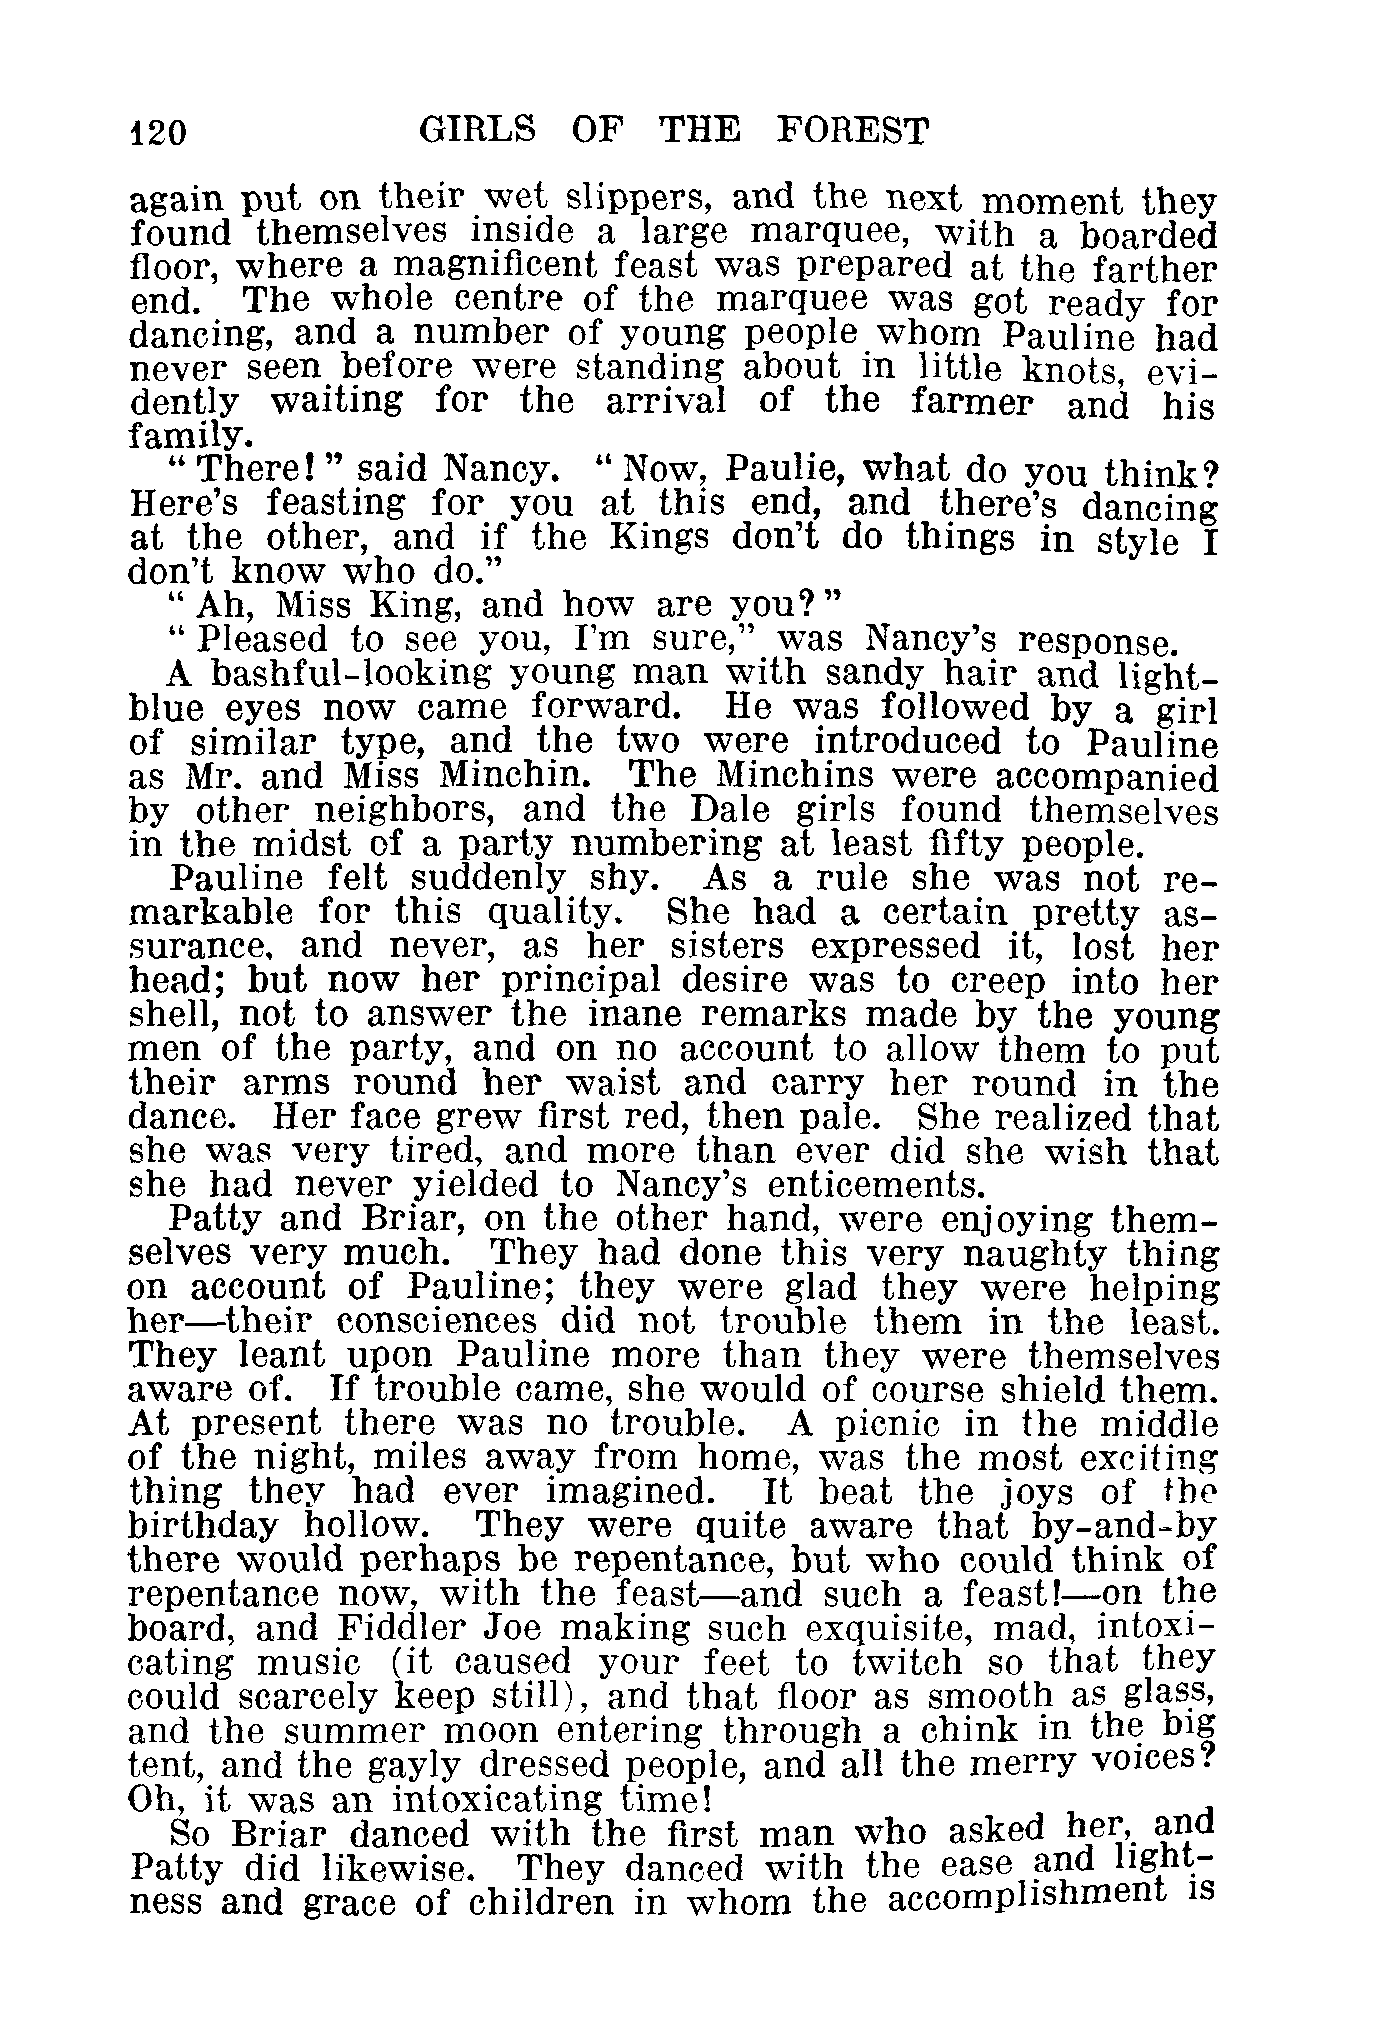 120 GIRLS OF THE FOREST
again put on their wet slippers, and the next moment they
found themselves inside a large marquee, with a boarded
floor, where a magnificent feast was prepared at the farther
end. The whole centre of the marquee was got ready for
dancing, and a number of young people whom Pauline had
never seen before were standing about in little knots, evi-
dently waiting for the arrival of the farmer and his
family.
“ There! ” said Nancy. “ Now, Paulie, what do you think?
Here’s feasting for you at this end, and there’s dancing
at the other, and if the Kings don’t do things in style I
don’t know who do.”
“ Ah, Miss King, and how are you? ”
“ Pleased to see you, I’m sure,” was Nancy’s response.
A bashful-looking young man with sandy hair and light-
blue eyes now came forward. He was followed by a girl
of similar type, and the two were introduced to Pauline
as Mr. and Miss Minchin. The Minchins were accompanied
by other neighbors, and the Dale girls found themselves
in the midst of a party numbering at least fifty people.
Pauline felt suddenly shy. As a rule she was not re-
markable for this quality. She had a certain pretty as-
surance, and never, as her sisters expressed it, lost her
head; but now her principal desire was to creep into her
shell, not to answer the inane remarks made by the young
men of the party, and on no account to allow them to put
their arms round her waist and carry her round in the
dance. Her face grew first red, then pale. She realized that
she was very tired, and more than ever did she wish that
she had never yielded to Nancy’s enticements.
Patty and Briar, on the other hand, were enjoying them-
selves very much. They had done this very naughty thing
on account of Pauline; they were glad they were helping
her—their consciences did not trouble them in the least.
They leant upon Pauline more than they were themselves
aware of. If trouble came, she would of course shield them.
At present there was no trouble. A picnic in the middle
of the night, miles away from home, was the most exciting
thing they had ever imagined. It beat the joys of the
birthday hollow. They were quite aware that by-and-by
there would perhaps be repentance, but who could think of
repentance now, with the feast—and such a feast!—on the
board, and Fiddler Joe making such exquisite, mad, intoxi-
cating music (it caused your feet to twitch so that they
could scarcely keep still), and that floor as smooth as glass,
and the summer moon entering through a chink in the big
tent, and the gayly dressed people, and all the merry voices?
Oh, it was an intoxicating time!
So Briar danced with the first man who asked her, and
Patty did likewise. They danced with the ease and light-
ness and grace of children in whom the accomplishment is